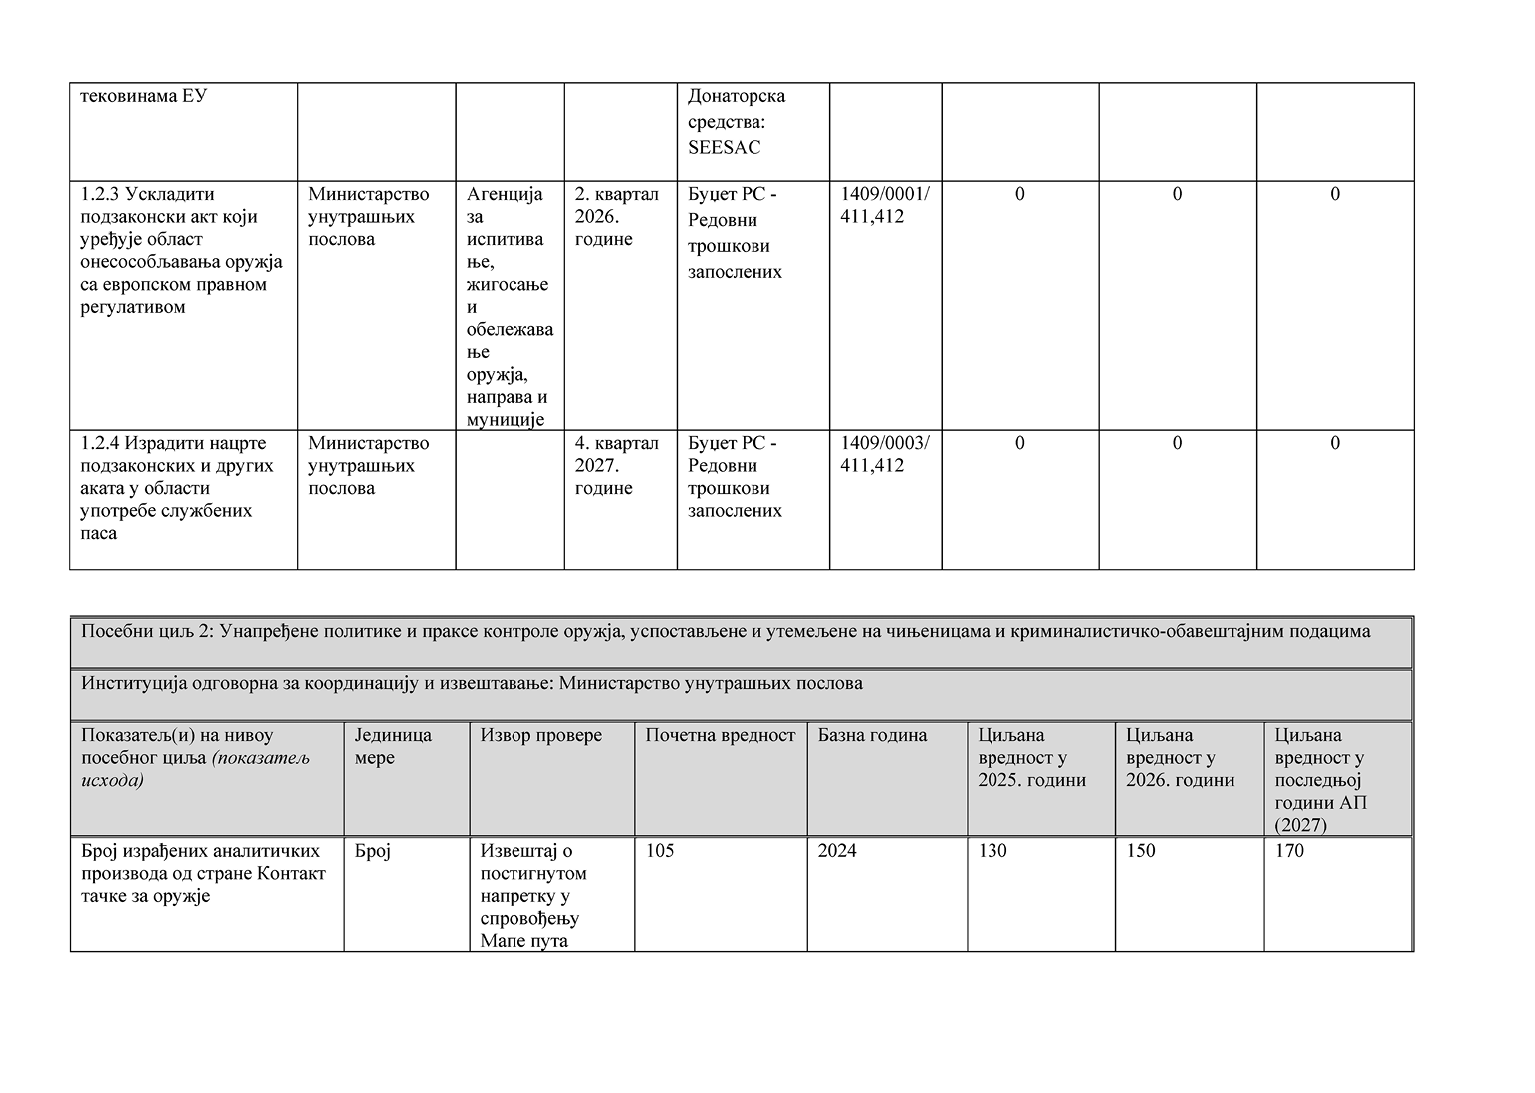 тековинама ЕУ
Донаторска
средства:
SEESAC
1.2.3 Ускладити
подзаконски акт који
уређује област
онесособљавања оружја
са европском правном
регулативом
Министарство
унутрашњих
послова
Агенција
за
испитива
ње,
жигосање
и
обележава
ње
оружја,
направа и
муниције
2. квартал
2026.
године
Буџет РС -
Редовни
трошкови
запослених
1409/0001/
411,412
0
0
0
1.2.4 Израдити нацрте
подзаконских и других
аката у области
употребе службених
паса
Министарство
унутрашњих
послова
4. квартал
2027.
године
Буџет РС -
Редовни
трошкови
запослених
1409/0003/
411,412
0
0
0
Посебни циљ 2: Унапређене политике и праксе контроле оружја, успостављене и утемељене на чињеницама и криминалистичко-обавештајним подацима
Институција одговорна за координацију и извештавање: Министарство унутрашњих послова
Показатељ(и) на нивоу
посебног циља (показатељ
исхода)
Јединица
мере
Извор провере
Почетна вредност
Базна година
Циљана
вредност у
2025. години
Циљана
вредност у
2026. години
Циљана
вредност у
последњој
години АП
(2027)
Број израђених аналитичких
производа од стране Контакт
тачке за оружје
Број
Извештај о
постигнутом
напретку у
спровођењу
Мапе пута
105
2024
130
150
170